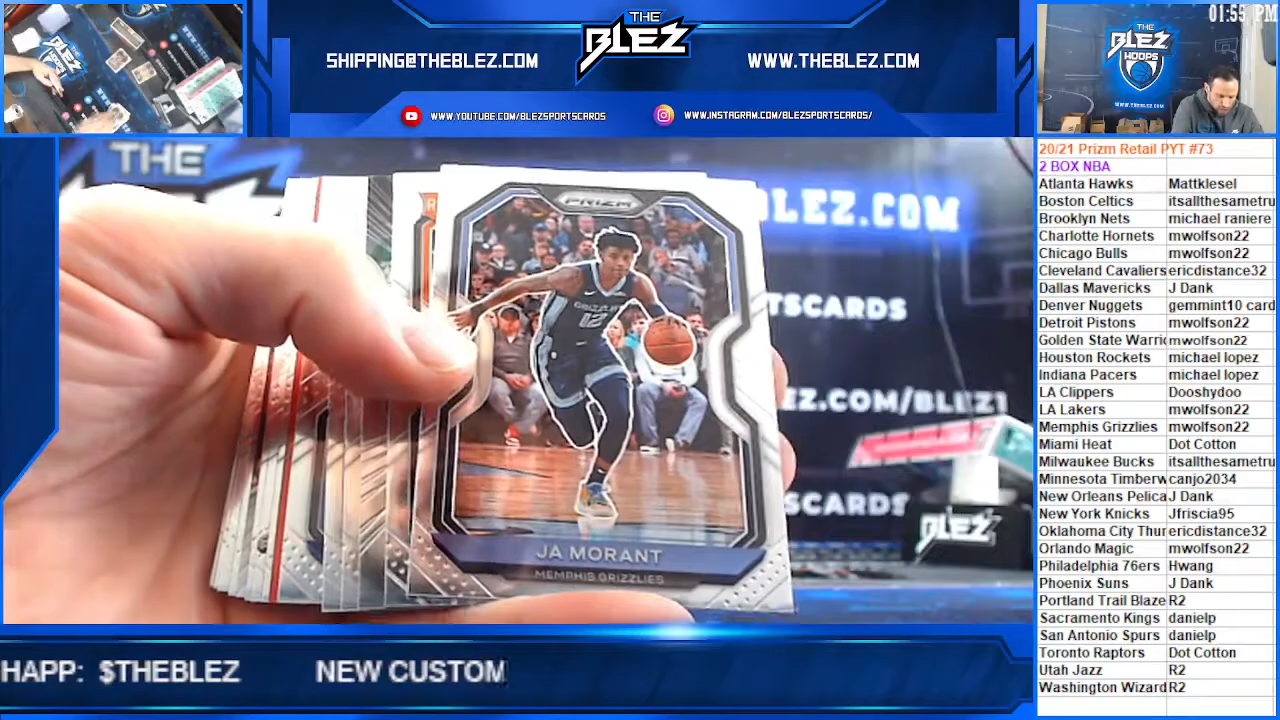 THE
BLEZ
SHIPPING@THEBLEZ.COM
WWW.THEBLEZ.COM
WWW.YOUTUBE.COM/BLEZSPORTSCARDS
WWW.INSTAGRAM.COM/BLEZSPORTSCARDS/
01:55 PM
THE
BLEZ
HOOPS
WWW.THEBLEZ.COM
THE
BLEZ.COM
TSCARDS
EZ.COM/BLEZ1
SCARDS
BLEZ
PRIZM
R
GRIZZLIES
12
JA MORANT
MEMPHIS GRIZZLIES
20/21 Prizm Retail PYT #73
2 BOX NBA
Atlanta Hawks Mattklesel
Boston Celtics itsallthesametru
Brooklyn Nets michael raniere
Charlotte Hornets mwolfson22
Chicago Bulls mwolfson22
Cleveland Cavaliers ericdistance32
Dallas Mavericks J Dank
Denver Nuggets gemmint10 card
Detroit Pistons mwolfson22
Golden State Warri mwolfson22
Houston Rockets michael lopez
Indiana Pacers michael lopez
LA Clippers Dooshydoo
LA Lakers mwolfson22
Memphis Grizzlies mwolfson22
Miami Heat Dot Cotton
Milwaukee Bucks itsallthesametru
Minnesota Timberw canjo2034
New Orleans Pelica J Dank
New York Knicks Jfriscia95
Oklahoma City Thur ericdistance32
Orlando Magic mwolfson22
Philadelphia 76ers Hwang
Phoenix Suns J Dank
Portland Trail Blaze R2
Sacramento Kings danielp
San Antonio Spurs danielp
Toronto Raptors Dot Cotton
Utah Jazz R2
Washington Wizard R2
HAPP: $THEBLEZ NEW CUSTOM